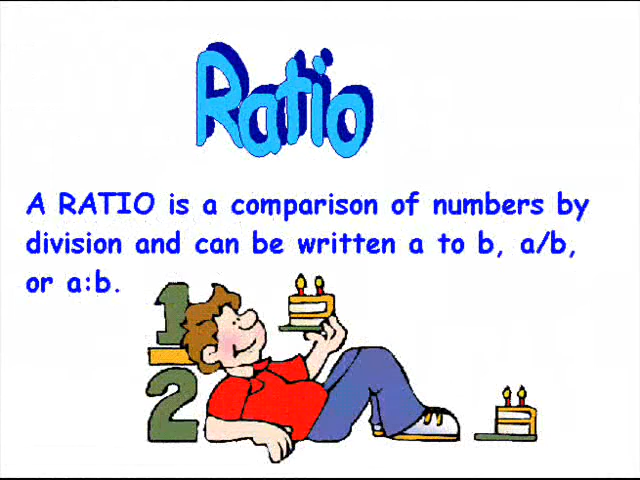 Ratio
A RATIO is a comparison of numbers by
division and can be written a to b, a/b,
or a:b.
1
2